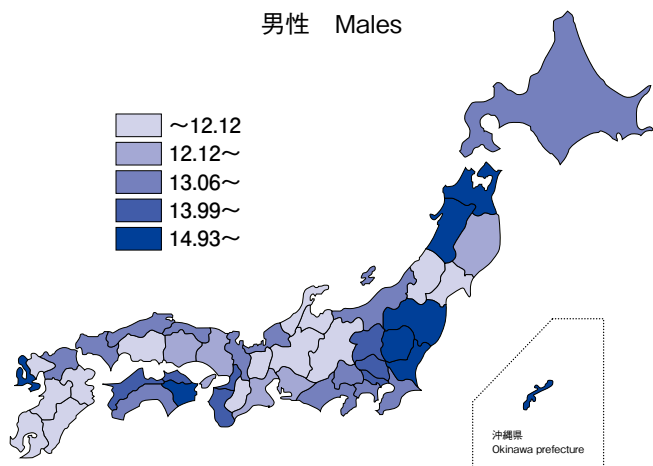 男性　Males
～12.12
12.12～
13.06～
13.99～
14.93～
沖縄県
Okinawa prefecture